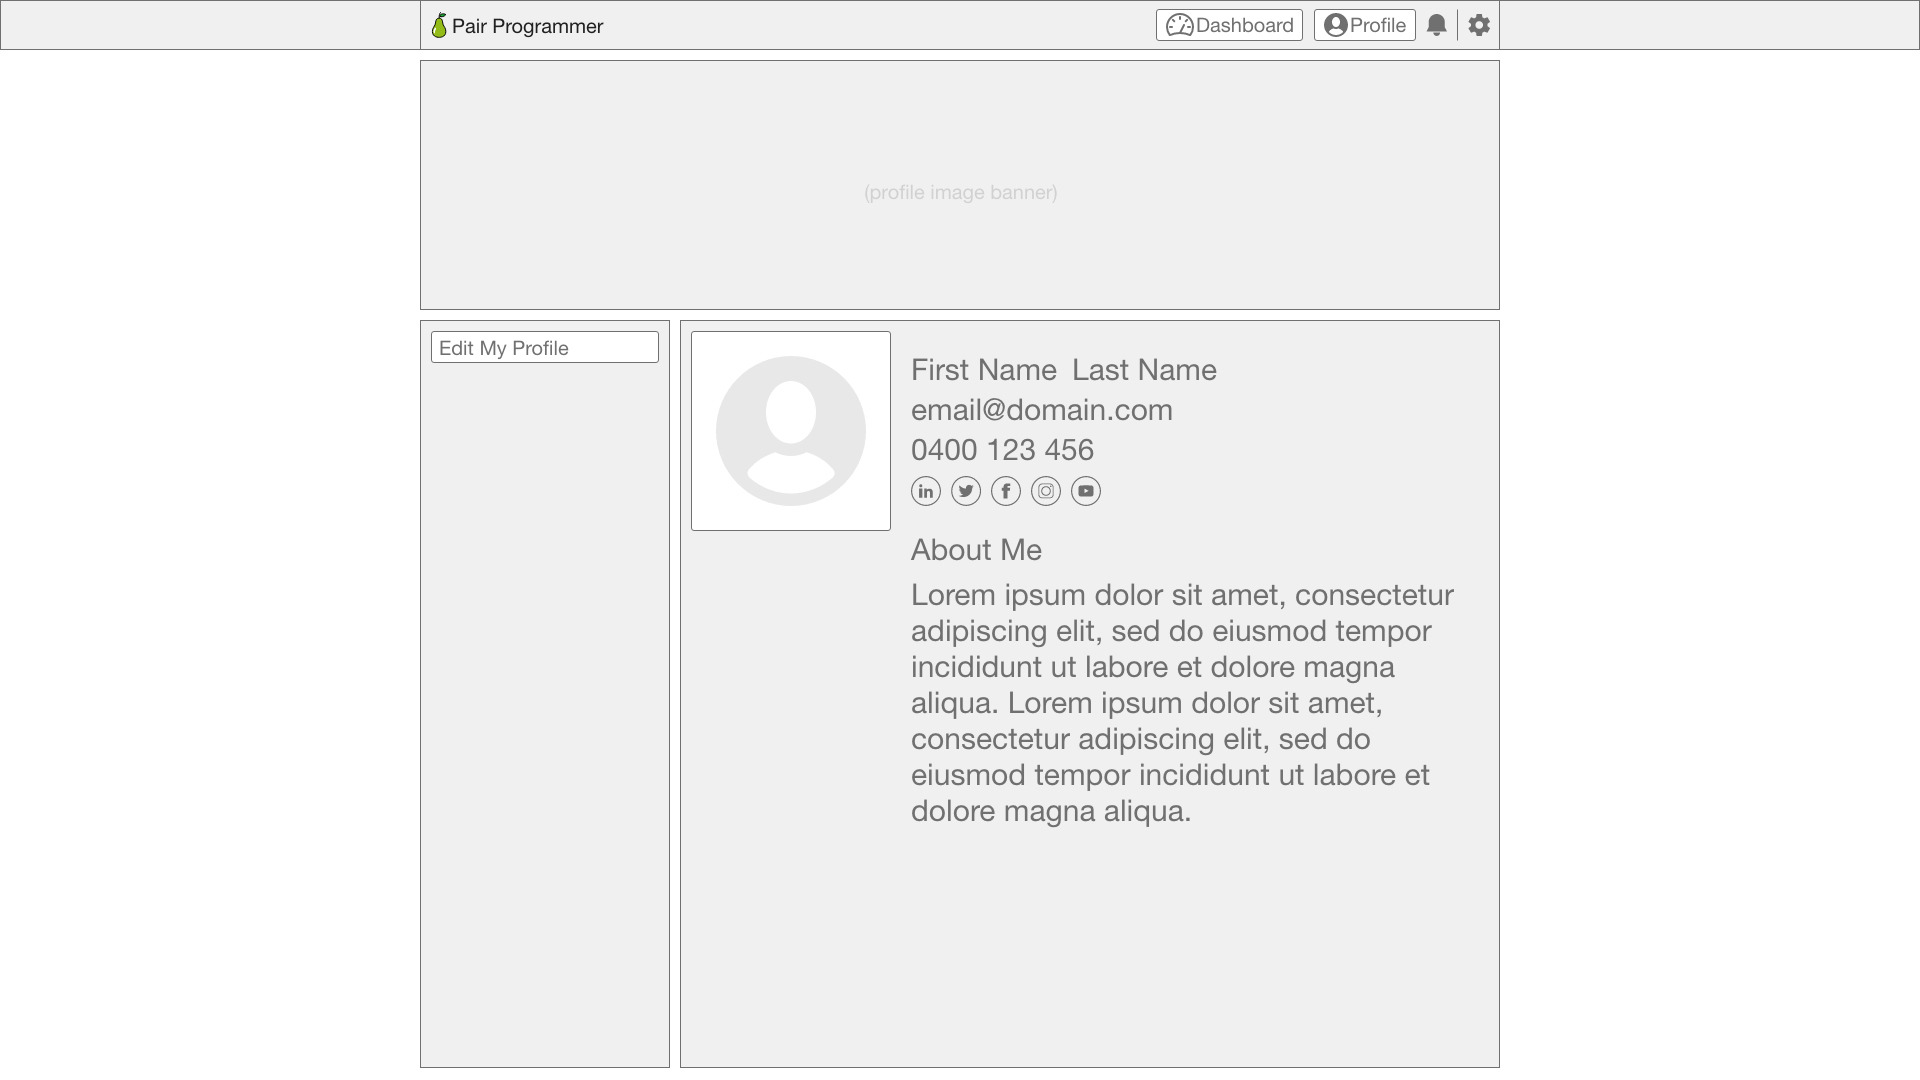 Pair Programmer
Dashboard
Profile
(profile image banner)
Edit My Profile
First Name Last Name
email@domain.com
0400 123 456
in
f
About Me
Lorem ipsum dolor sit amet, consectetur
adipiscing elit, sed do eiusmod tempor
incididunt ut labore et dolore magna
aliqua. Lorem ipsum dolor sit amet,
consectetur adipiscing elit, sed do
eiusmod tempor incididunt ut labore et
dolore magna aliqua.